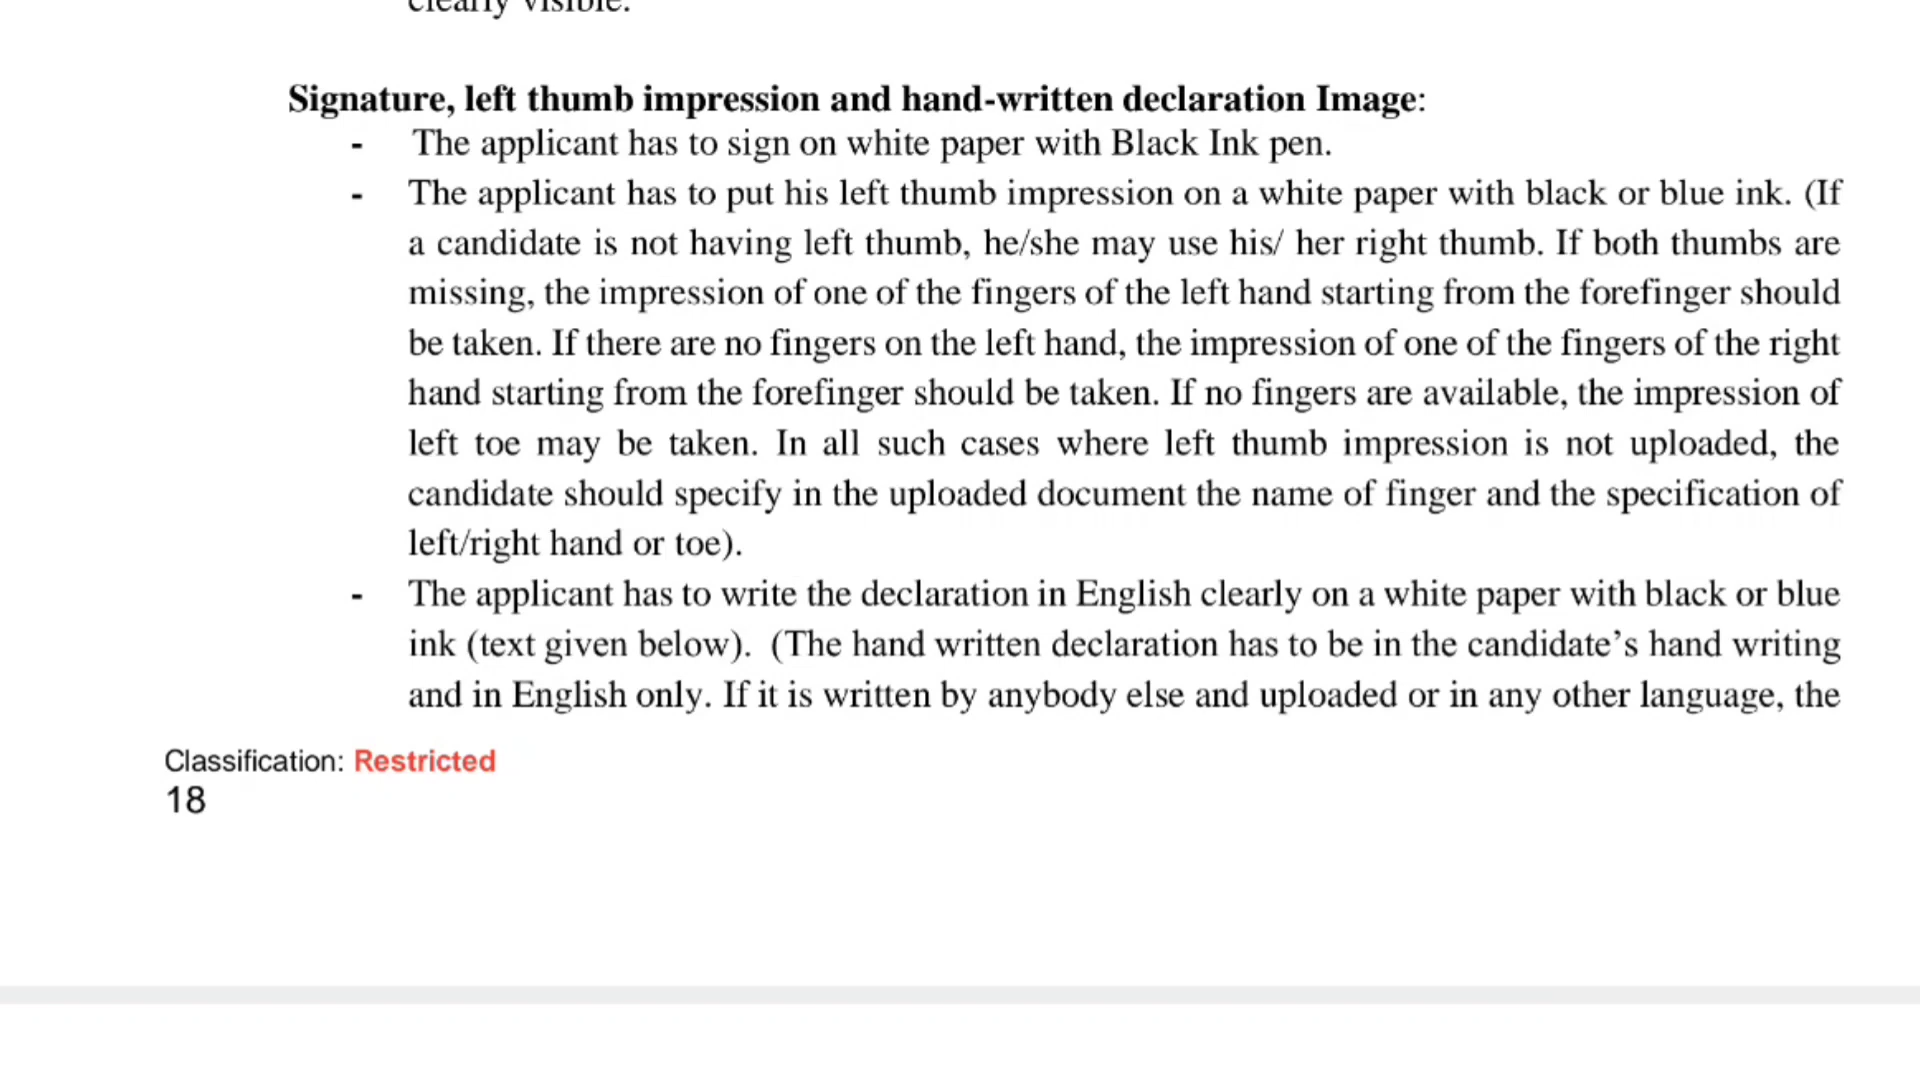 clearly visible.
Signature, left thumb impression and hand-written declaration Image:
- The applicant has to sign on white paper with Black Ink pen.
- The applicant has to put his left thumb impression on a white paper with black or blue ink. (If
a candidate is not having left thumb, he/she may use his/ her right thumb. If both thumbs are
missing, the impression of one of the fingers of the left hand starting from the forefinger should
be taken. If there are no fingers on the left hand, the impression of one of the fingers of the right
hand starting from the forefinger should be taken. If no fingers are available, the impression of
left toe may be taken. In all such cases where left thumb impression is not uploaded, the
candidate should specify in the uploaded document the name of finger and the specification of
left/right hand or toe).
- The applicant has to write the declaration in English clearly on a white paper with black or blue
ink (text given below). (The hand written declaration has to be in the candidate’s hand writing
and in English only. If it is written by anybody else and uploaded or in any other language, the
Classification: Restricted
18